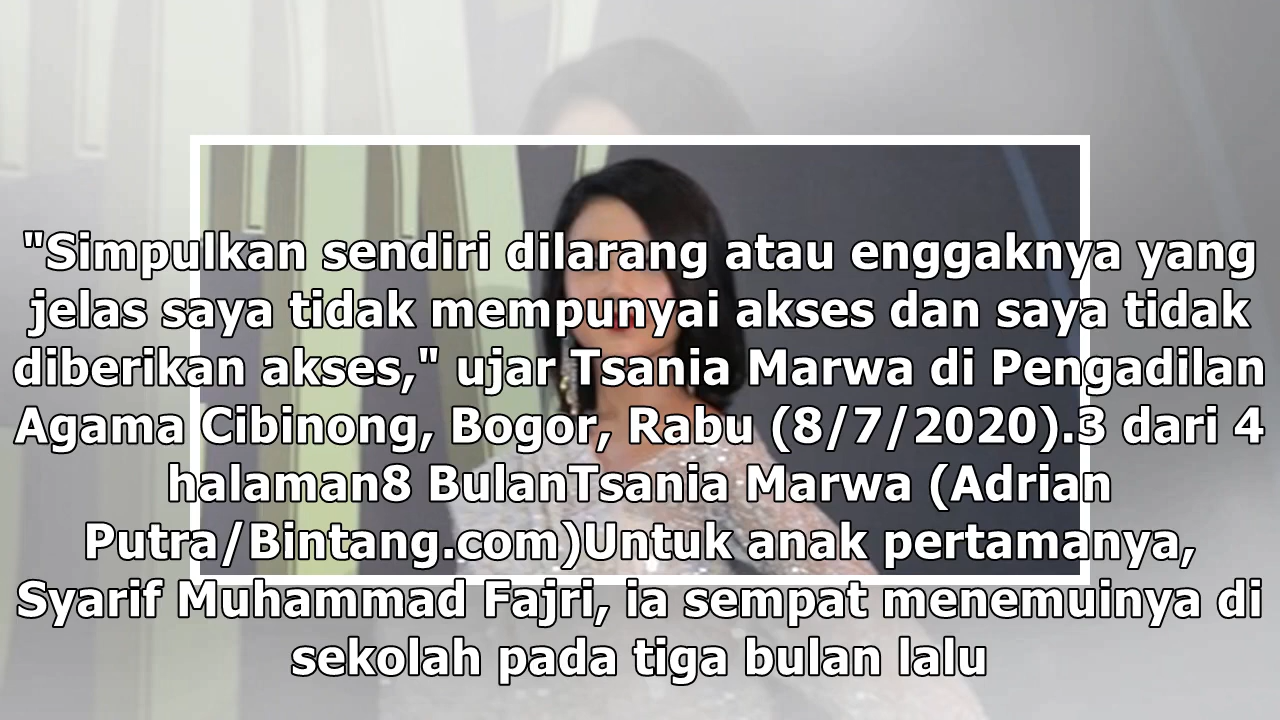 "Simpulkan sendiri dilarang atau enggaknya yang
jelas saya tidak mempunyai akses dan saya tidak
diberikan akses," ujar Tsania Marwa di Pengadilan
Agama Cibinong, Bogor, Rabu (8/7/2020).3 dari 4
halaman8 BulanTsania Marwa (Adrian
Putra/Bintang.com)Untuk anak pertamanya,
Syarif Muhammad Fajri, ia sempat menemuinya di
sekolah pada tiga bulan lalu